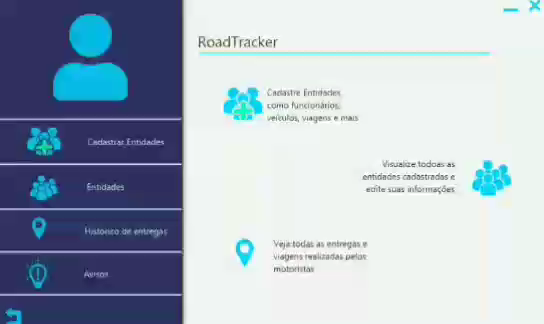 RoadTracker
Cadastrar Entidades
Entidades
Histórico de entregas
Avisos
Cadastre Entidades,
como funcionários,
veículos, viagens e mais
Visualize todoas as
entidades cadastradas e
edite suas informações
Veja todas as entregas e
viagens realizadas pelos
motoristas